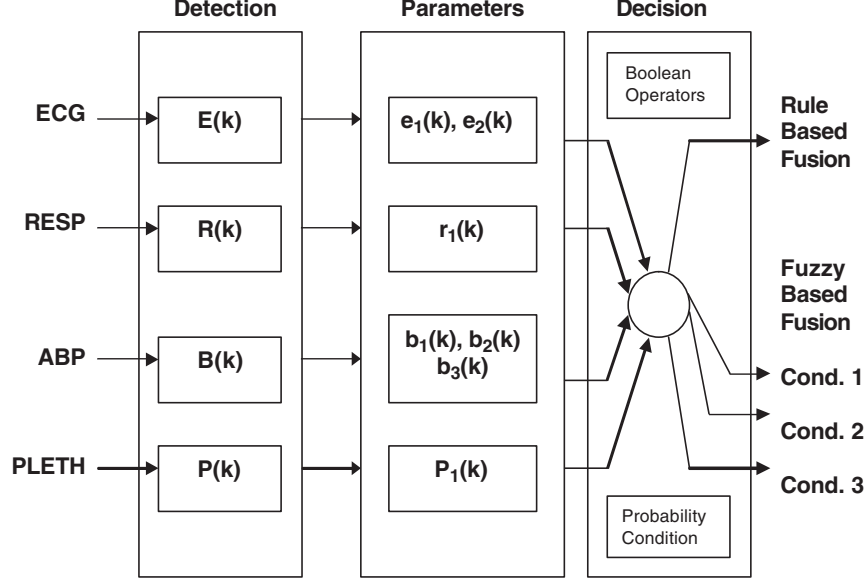 Detection
Parameters
Decision
ECG
E(k)
e₁(k), e₂(k)
Boolean
Operators
Rule
Based
Fusion
RESP
R(k)
r₁(k)
Fuzzy
Based
Fusion
ABP
B(k)
b₁(k), b₂(k)
b₃(k)
Cond. 1
Cond. 2
Cond. 3
PLETH
P(k)
P₁(k)
Probability
Condition